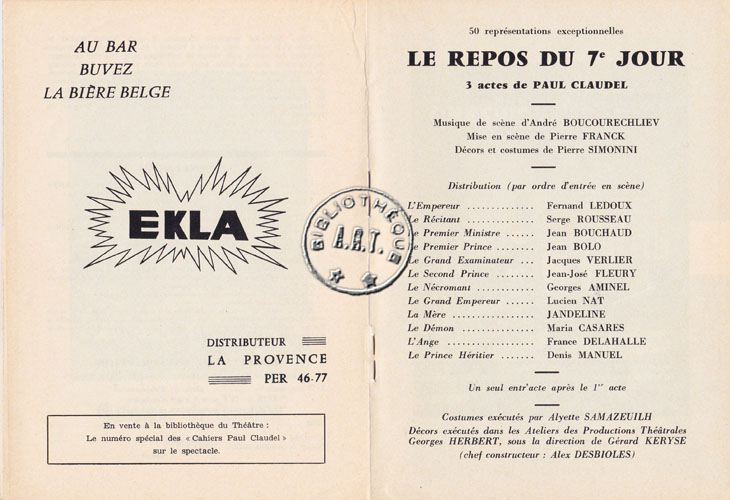 AU BAR
BUVEZ
LA BIÈRE BELGE
EKLA
DISTRIBUTEUR
LA PROVENCE
PER 46-77
En vente à la bibliothèque du Théâtre :
Le numéro spécial des « Cahiers Paul Claudel »
sur le spectacle.
BIBLIOTHÈQUE
A.R.T.
50 représentations exceptionnelles
LE REPOS DU 7e JOUR
3 actes de PAUL CLAUDEL
Musique de scène d'André BOUCOURECHLIEV
Mise en scène de Pierre FRANCK
Décors et costumes de Pierre SIMONINI
Distribution (par ordre d'entrée en scène)
L'Empereur ............. Fernand LEDOUX
Le Récitant ............. Serge ROUSSEAU
Le Premier Ministre ...... Jean BOUCHAUD
Le Premier Prince ....... Jean BOLO
Le Grand Examinateur ... Jacques VERLIER
Le Second Prince ........ Jean-José FLEURY
Le Nécromant .......... Georges AMINEL
Le Grand Empereur ...... Lucien NAT
La Mère ................ JANDELINE
Le Démon .............. Maria CASARES
L'Ange ................. France DELAHALLE
Le Prince Héritier ....... Denis MANUEL
Un seul entr'acte après le 1er acte
Costumes exécutés par Alyette SAMAZEUILH
Décors exécutés dans les Ateliers des Productions Théâtrales
Georges HERBERT, sous la direction de Gérard KERYSE
(chef constructeur : Alex DESBIOLES)